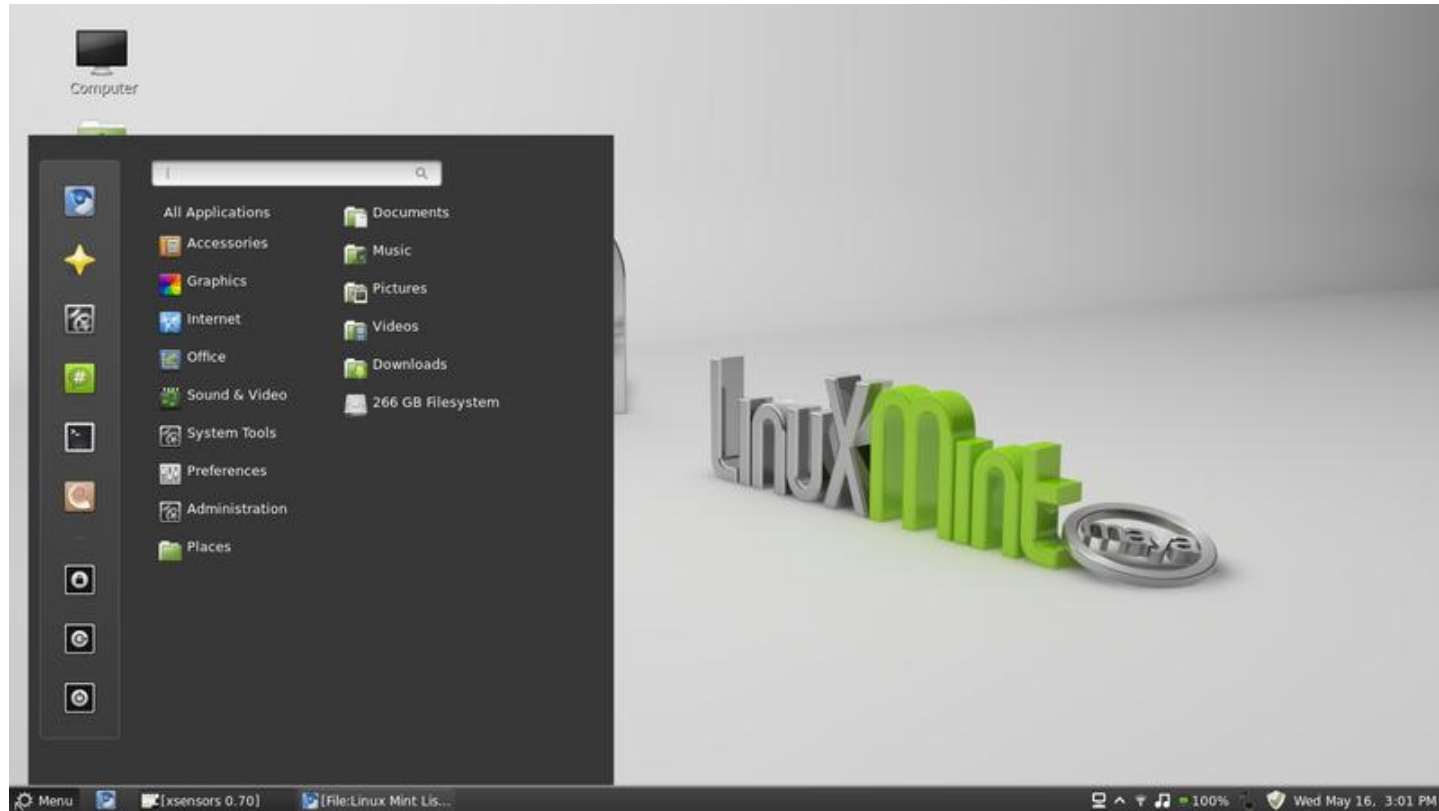 Computer
All Applications
Accessories
Graphics
Internet
Office
Sound & Video
System Tools
Preferences
Administration
Places
Documents
Music
Pictures
Videos
Downloads
266 GB Filesystem
LinuxMint
maya
Menu
[xsensors 0.70]
[File:Linux Mint Lis...
100%
Wed May 16, 3:01 PM